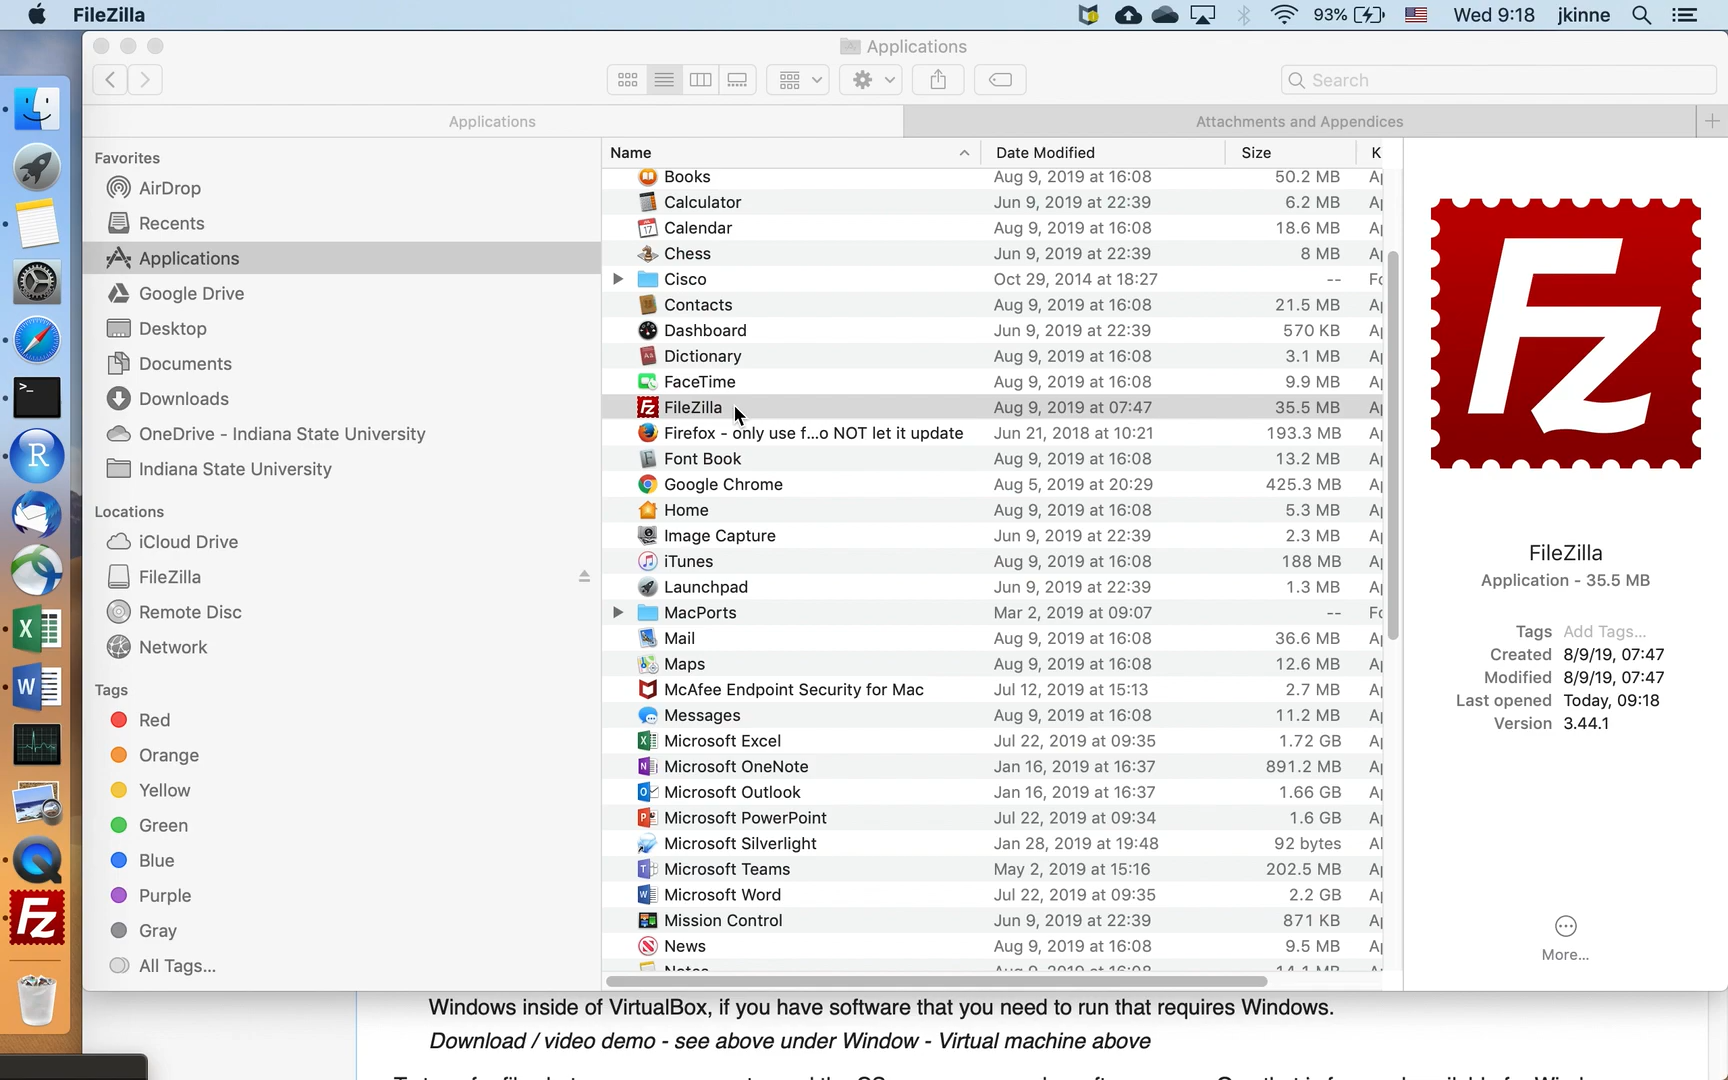 FileZilla
93%
Wed 9:18
jkinne
Applications
Search
Applications
Attachments and Appendices
Favorites
AirDrop
Recents
Applications
Google Drive
Desktop
Documents
Downloads
OneDrive - Indiana State University
Indiana State University
Locations
iCloud Drive
FileZilla
Remote Disc
Network
Tags
Red
Orange
Yellow
Green
Blue
Purple
Gray
All Tags...
Name Date Modified Size K
Books Aug 9, 2019 at 16:08 50.2 MB
Calculator Jun 9, 2019 at 22:39 6.2 MB
Calendar Aug 9, 2019 at 16:08 18.6 MB
Chess Jun 9, 2019 at 22:39 8 MB
Cisco Oct 29, 2014 at 18:27 --
Contacts Aug 9, 2019 at 16:08 21.5 MB
Dashboard Jun 9, 2019 at 22:39 570 KB
Dictionary Aug 9, 2019 at 16:08 3.1 MB
FaceTime Aug 9, 2019 at 16:08 9.9 MB
FileZilla Aug 9, 2019 at 07:47 35.5 MB
Firefox - only use f...o NOT let it update Jun 21, 2018 at 10:21 193.3 MB
Font Book Aug 9, 2019 at 16:08 13.2 MB
Google Chrome Aug 5, 2019 at 20:29 425.3 MB
Home Aug 9, 2019 at 16:08 5.3 MB
Image Capture Jun 9, 2019 at 22:39 2.3 MB
iTunes Aug 9, 2019 at 16:08 188 MB
Launchpad Jun 9, 2019 at 22:39 1.3 MB
MacPorts Mar 2, 2019 at 09:07 --
Mail Aug 9, 2019 at 16:08 36.6 MB
Maps Aug 9, 2019 at 16:08 12.6 MB
McAfee Endpoint Security for Mac Jul 12, 2019 at 15:13 2.7 MB
Messages Aug 9, 2019 at 16:08 11.2 MB
Microsoft Excel Jul 22, 2019 at 09:35 1.72 GB
Microsoft OneNote Jan 16, 2019 at 16:37 891.2 MB
Microsoft Outlook Jan 16, 2019 at 16:37 1.66 GB
Microsoft PowerPoint Jul 22, 2019 at 09:34 1.6 GB
Microsoft Silverlight Jan 28, 2019 at 19:48 92 bytes
Microsoft Teams May 2, 2019 at 15:16 202.5 MB
Microsoft Word Jul 22, 2019 at 09:35 2.2 GB
Mission Control Jun 9, 2019 at 22:39 871 KB
News Aug 9, 2019 at 16:08 9.5 MB
Fz
FileZilla
Application - 35.5 MB
Tags Add Tags...
Created 8/9/19, 07:47
Modified 8/9/19, 07:47
Last opened Today, 09:18
Version 3.44.1
More...
Windows inside of VirtualBox, if you have software that you need to run that requires Windows.
Download / video demo - see above under Window - Virtual machine above